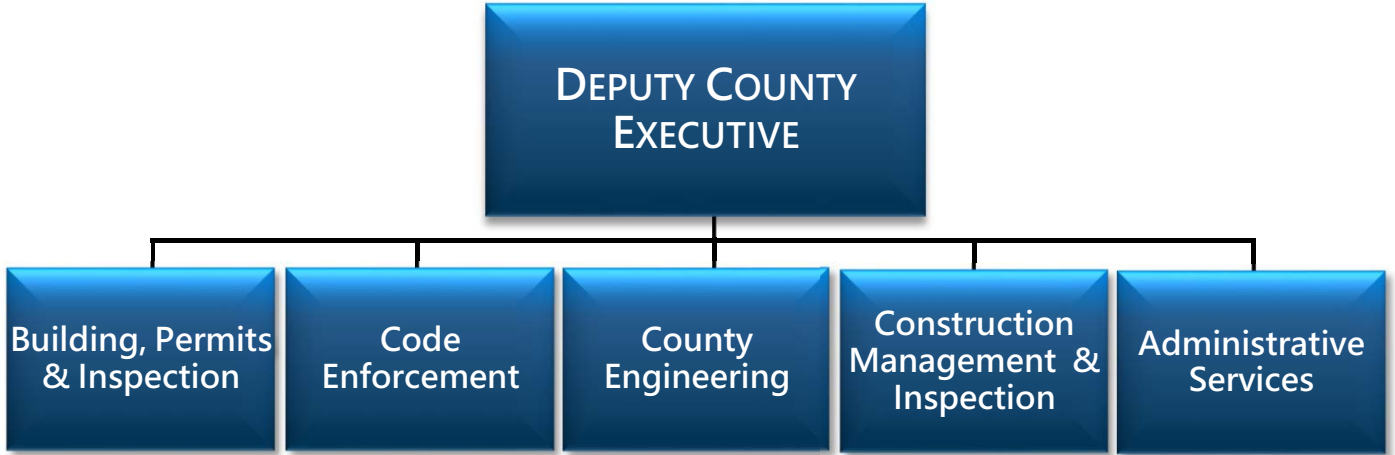 DEPUTY COUNTY
EXECUTIVE
Building, Permits
& Inspection
Code
Enforcement
County
Engineering
Construction
Management &
Inspection
Administrative
Services